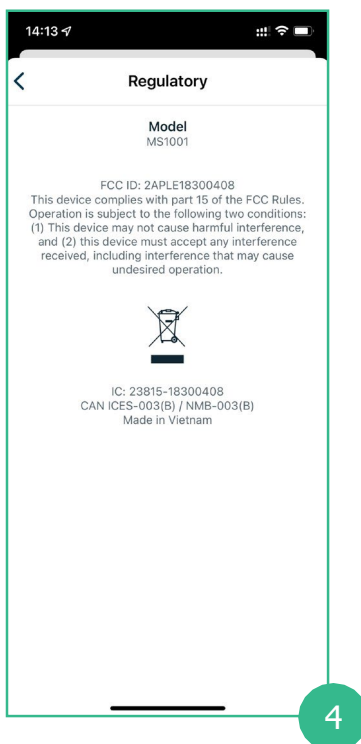 14:13
Regulatory
Model
MS1001
FCC ID: 2APLE18300408
This device complies with part 15 of the FCC Rules.
Operation is subject to the following two conditions:
(1) This device may not cause harmful interference,
and (2) this device must accept any interference
received, including interference that may cause
undesired operation.
IC: 23815-18300408
CAN ICES-003(B) / NMB-003(B)
Made in Vietnam
4